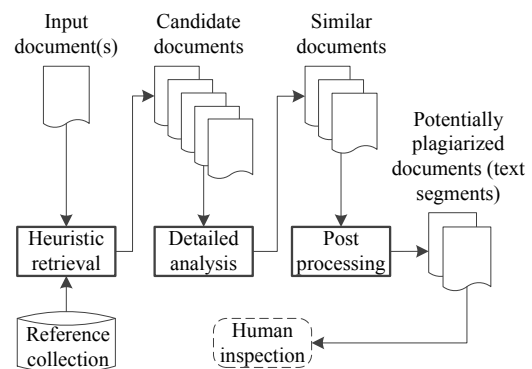 Input
document(s)
Candidate
documents
Similar
documents
Potentially
plagiarized
documents (text
segments)
Heuristic
retrieval
Detailed
analysis
Post
processing
Reference
collection
Human
inspection